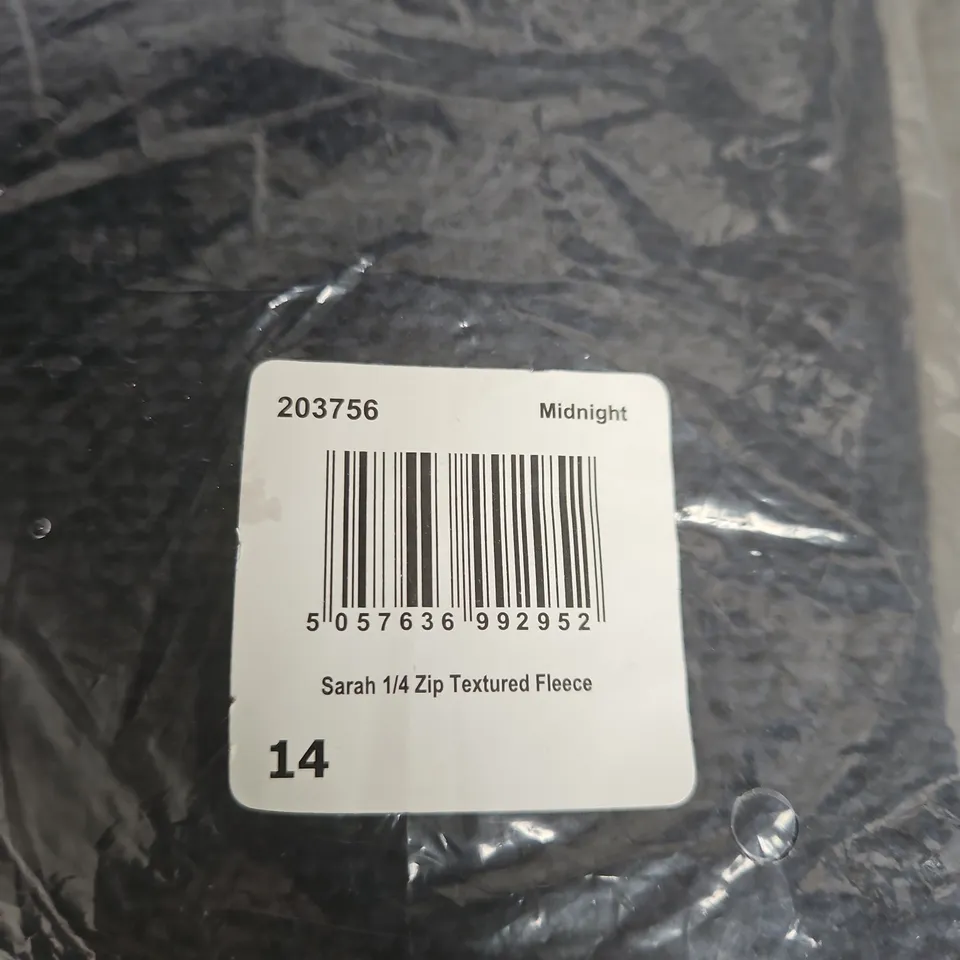 203756 Midnight
5 057636 992952
Sarah 1/4 Zip Textured Fleece
14